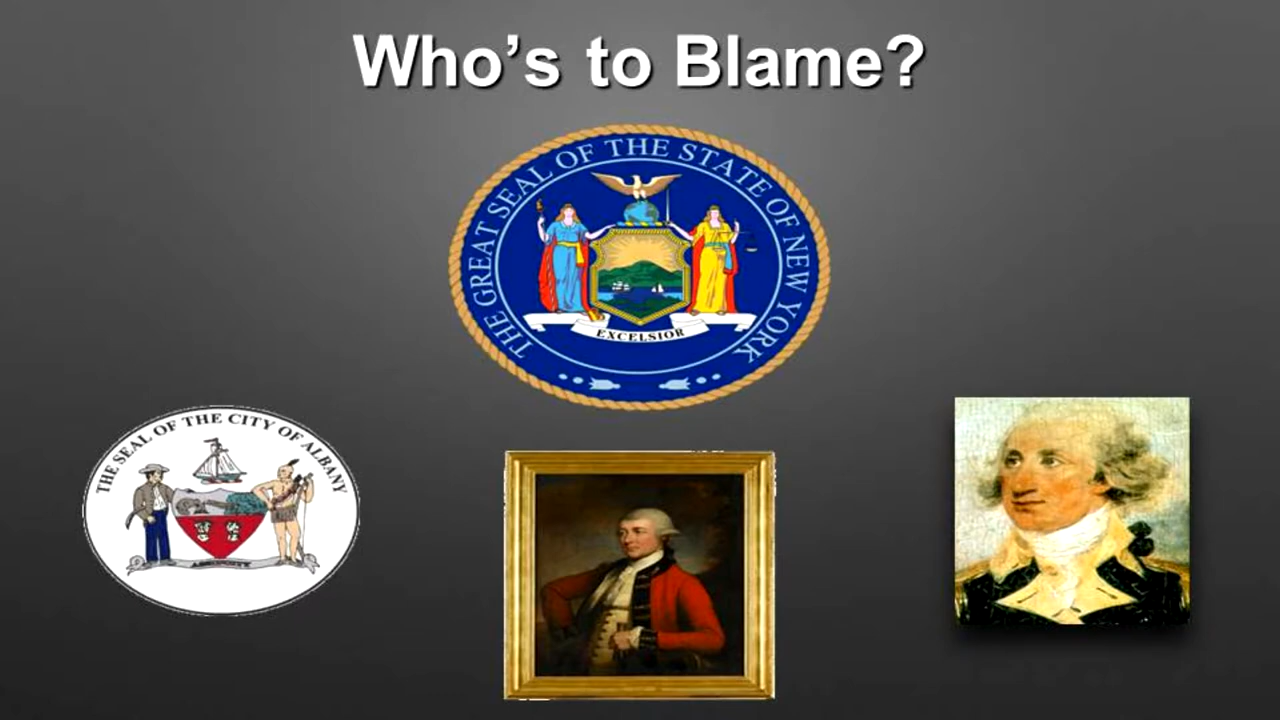 Who's to Blame?
THE GREAT SEAL OF THE STATE OF NEW YORK
EXCELSIOR
THE SEAL OF THE CITY OF ALBANY
ASSIDUITY